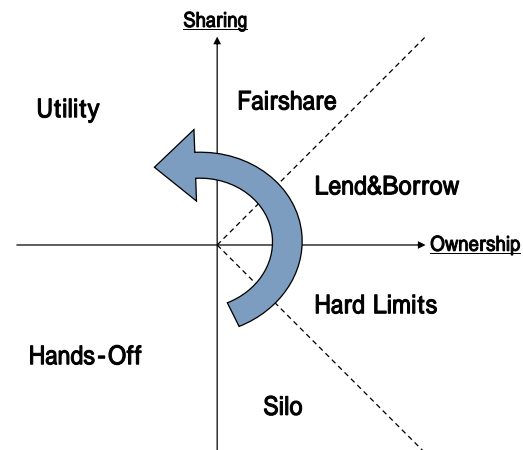 Sharing
Utility
Fairshare
Lend&Borrow
Ownership
Hard Limits
Hands-Off
Silo